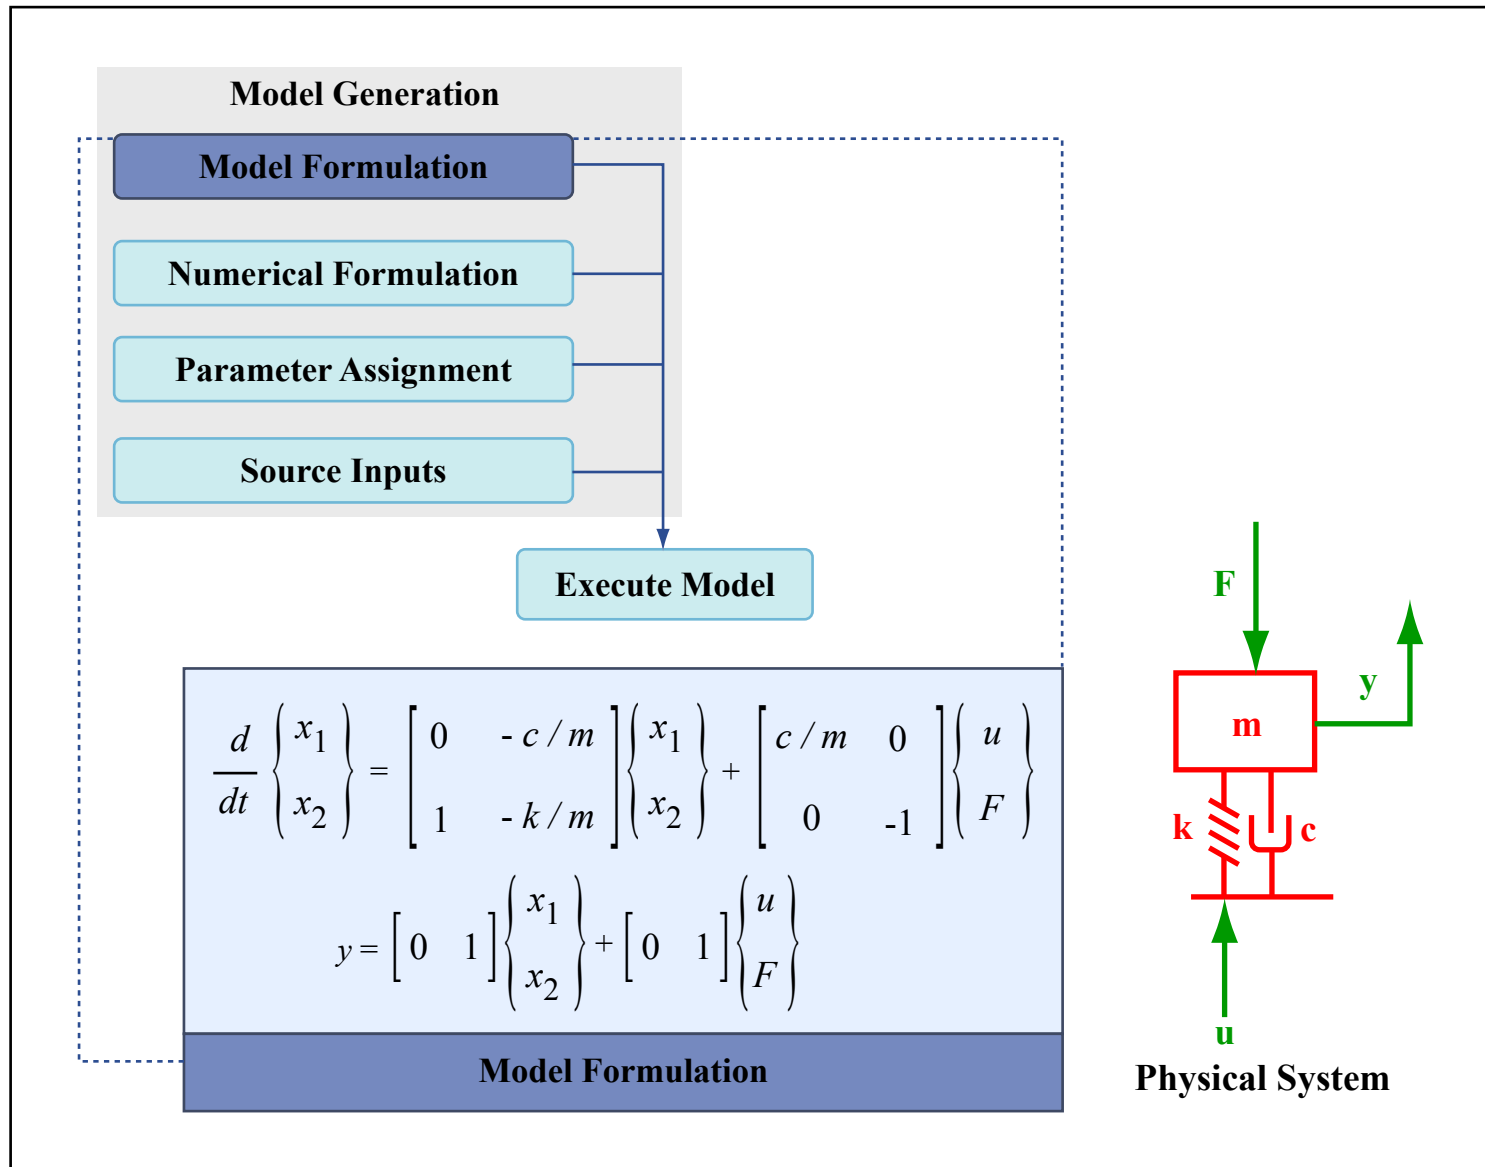 Model Generation
Model Formulation
Numerical Formulation
Parameter Assignment
Source Inputs
Execute Model
d/dt {x1 x2} = [0 - c / m; 1 - k / m] {x1 x2} + [c / m 0; 0 -1] {u F}
y = [0 1] {x1 x2} + [0 1] {u F}
Model Formulation
F
y
m
k
c
u
Physical System